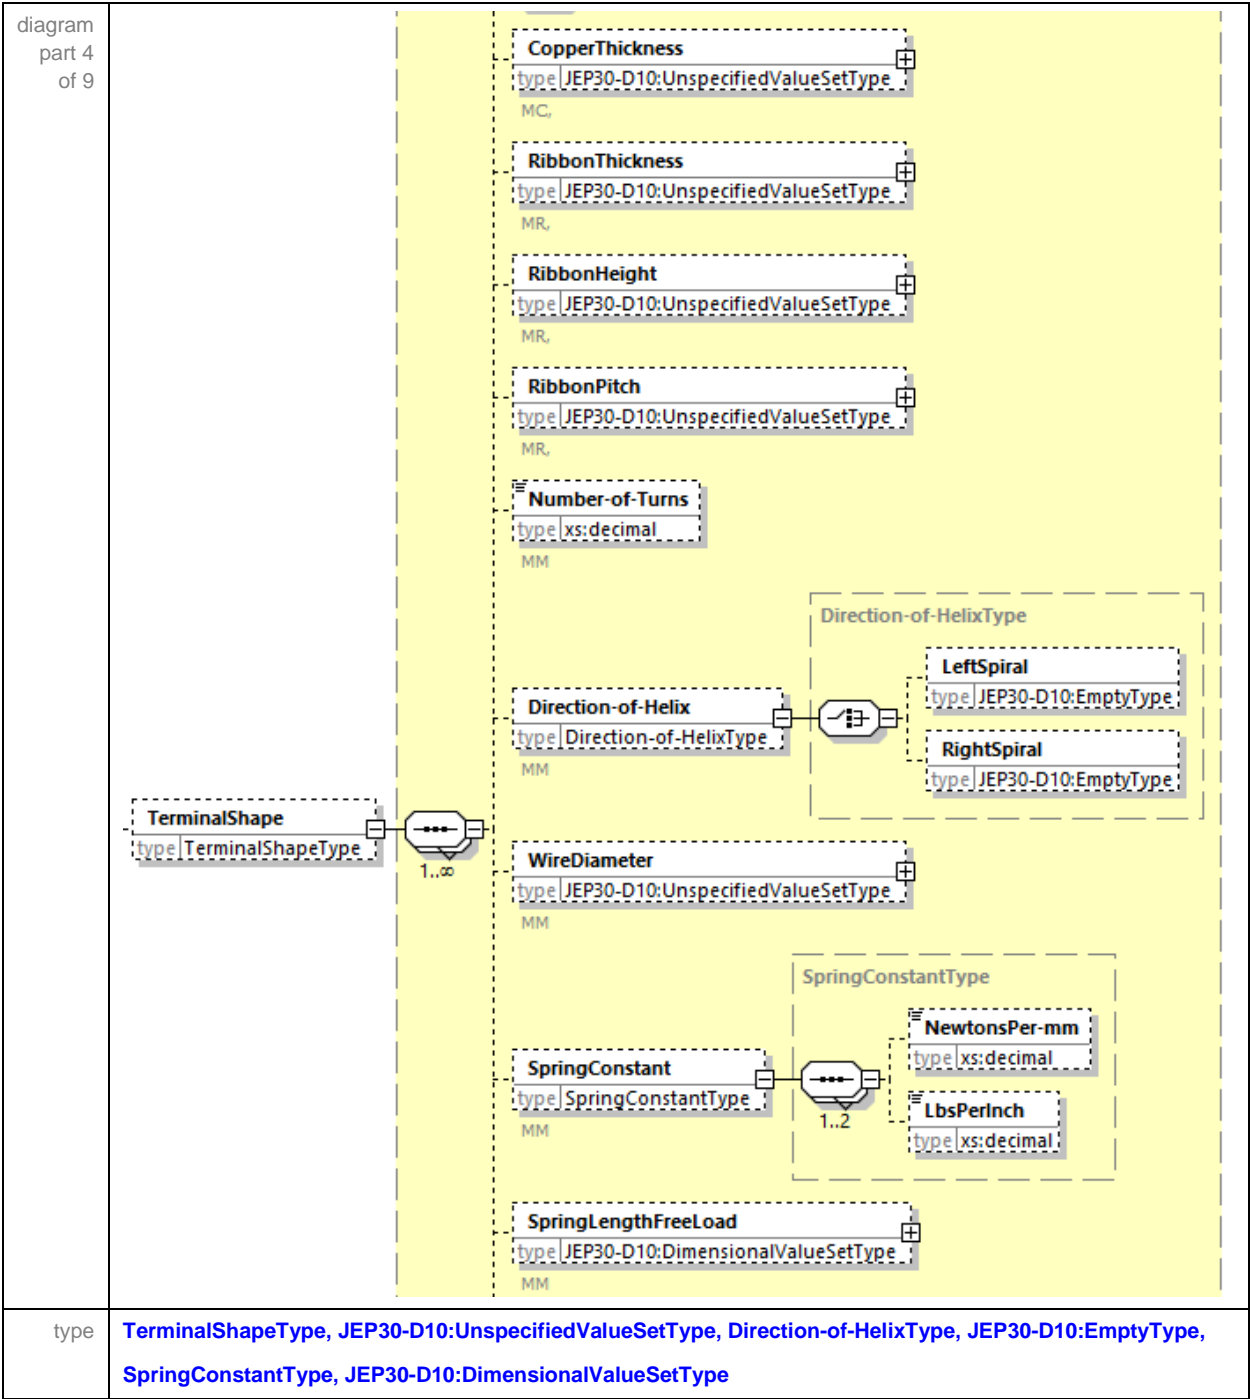 diagram
part 4
of 9
CopperThickness
type JEP30-D10:UnspecifiedValueSetType
MC,
RibbonThickness
type JEP30-D10:UnspecifiedValueSetType
MR,
RibbonHeight
type JEP30-D10:UnspecifiedValueSetType
MR,
RibbonPitch
type JEP30-D10:UnspecifiedValueSetType
MR,
Number-of-Turns
type xs:decimal
MM
Direction-of-HelixType
LeftSpiral
type JEP30-D10:EmptyType
Direction-of-Helix
type Direction-of-HelixType
MM
RightSpiral
type JEP30-D10:EmptyType
TerminalShape
type TerminalShapeType
1..∞
WireDiameter
type JEP30-D10:UnspecifiedValueSetType
MM
SpringConstantType
NewtonsPer-mm
type xs:decimal
SpringConstant
type SpringConstantType
MM
1..2
LbsPerInch
type xs:decimal
SpringLengthFreeLoad
type JEP30-D10:DimensionalValueSetType
MM
type TerminalShapeType, JEP30-D10:UnspecifiedValueSetType, Direction-of-HelixType, JEP30-D10:EmptyType,
SpringConstantType, JEP30-D10:DimensionalValueSetType